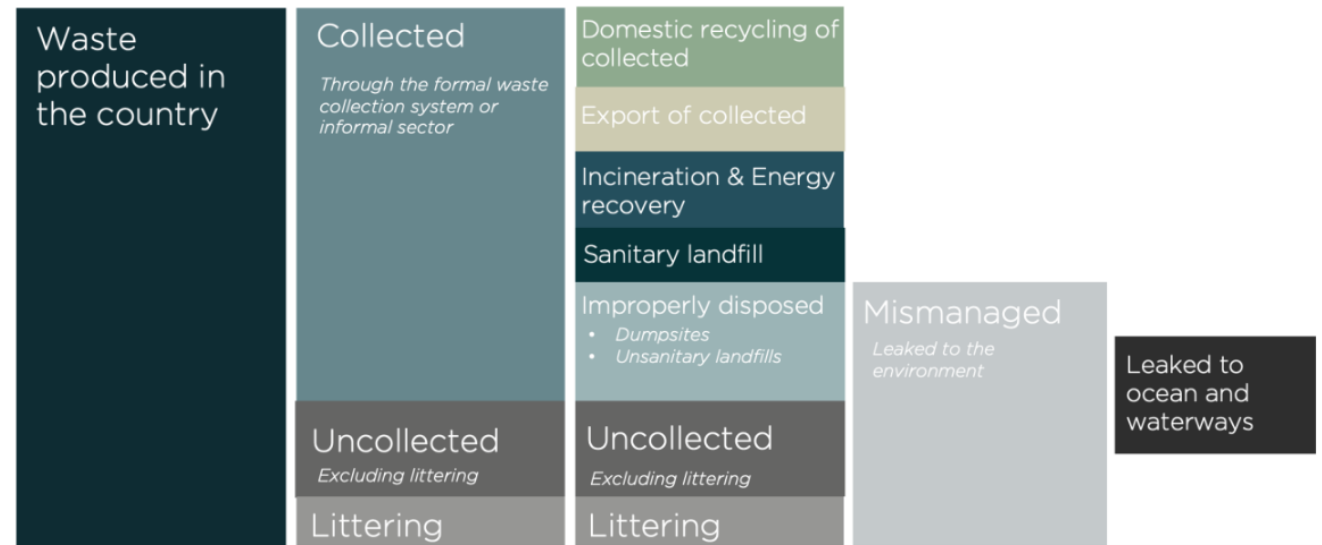 Waste
produced in
the country
Collected
Through the formal waste
collection system or
informal sector
Uncollected
Excluding littering
Littering
Domestic recycling of
collected
Export of collected
Incineration & Energy
recovery
Sanitary landfill
Improperly disposed
• Dumpsites
• Unsanitary landfills
Uncollected
Excluding littering
Littering
Mismanaged
Leaked to the
environment
Leaked to
ocean and
waterways